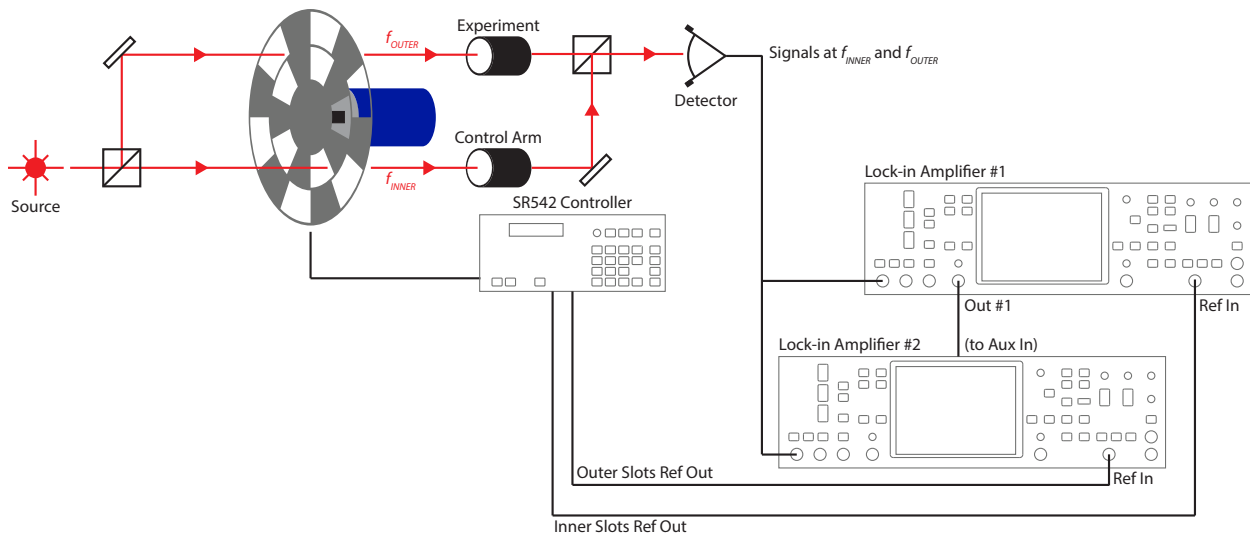 Experiment
f_OUTER
Signals at f_INNER and f_OUTER
Detector
Control Arm
Lock-in Amplifier #1
f_INNER
Source
SR542 Controller
Out #1
Ref In
Lock-in Amplifier #2
(to Aux In)
Outer Slots Ref Out
Ref In
Inner Slots Ref Out